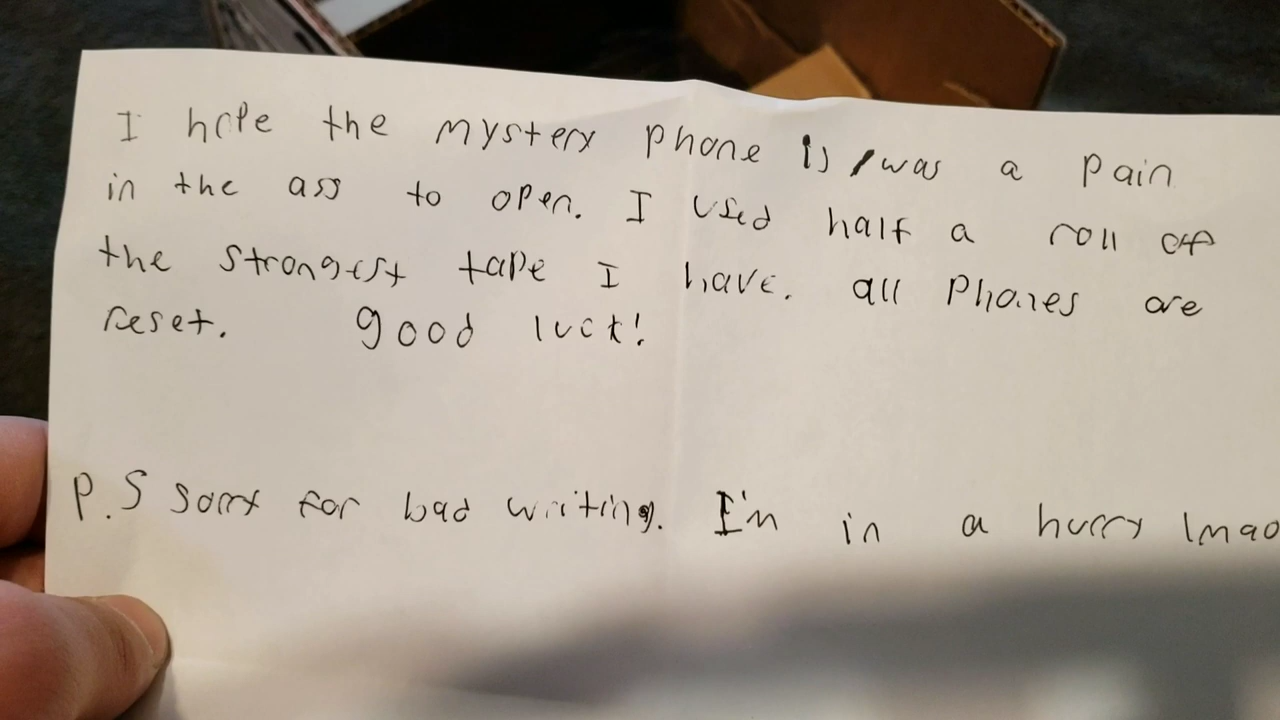 I hope the mystery phone is/was a pain
in the ass to open. I used half a roll of
the strongest tape I have. all phones are
reset. good luck!
P.S sorry for bad writing. I'm in a hurry lmao